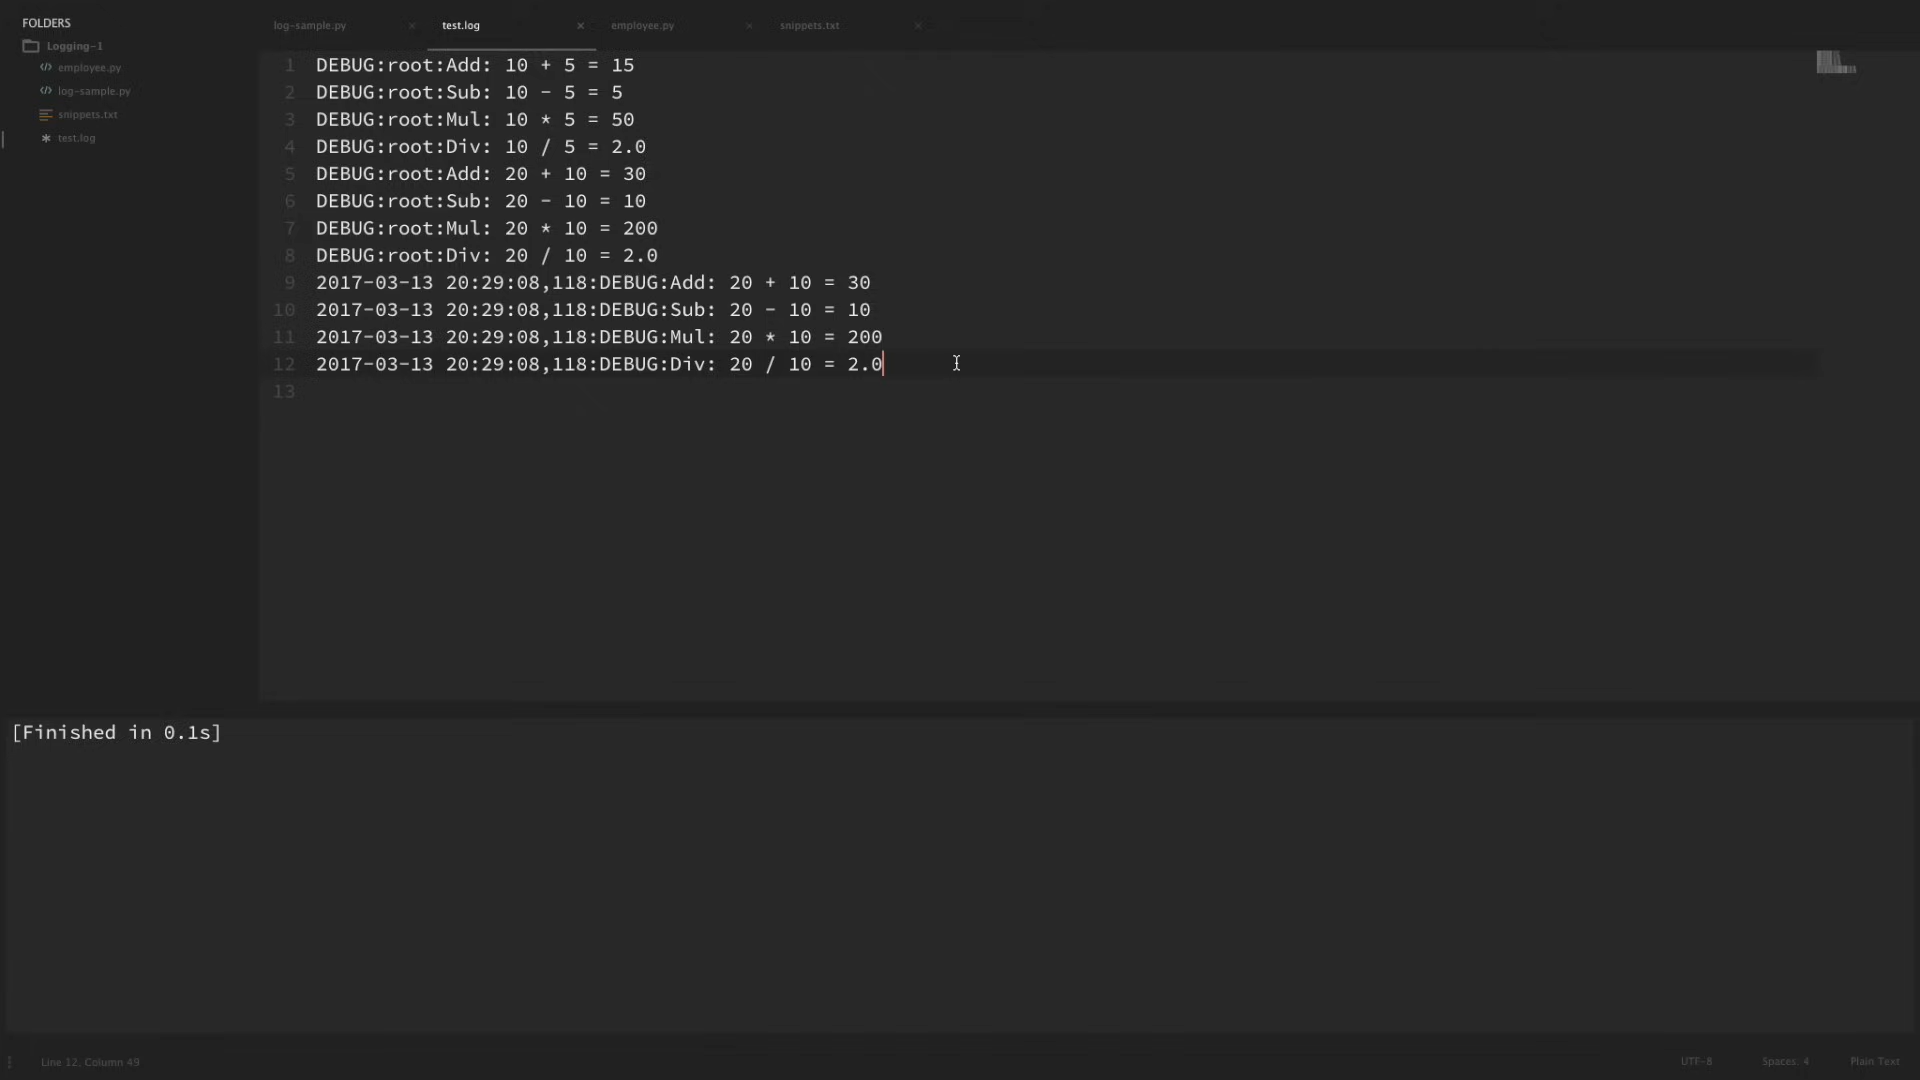 FOLDERS
Logging-1
employee.py
log-sample.py
snippets.txt
test.log
log-sample.py × test.log × employee.py × snippets.txt ×
1 DEBUG:root:Add: 10 + 5 = 15
2 DEBUG:root:Sub: 10 - 5 = 5
3 DEBUG:root:Mul: 10 * 5 = 50
4 DEBUG:root:Div: 10 / 5 = 2.0
5 DEBUG:root:Add: 20 + 10 = 30
6 DEBUG:root:Sub: 20 - 10 = 10
7 DEBUG:root:Mul: 20 * 10 = 200
8 DEBUG:root:Div: 20 / 10 = 2.0
9 2017-03-13 20:29:08,118:DEBUG:Add: 20 + 10 = 30
10 2017-03-13 20:29:08,118:DEBUG:Sub: 20 - 10 = 10
11 2017-03-13 20:29:08,118:DEBUG:Mul: 20 * 10 = 200
12 2017-03-13 20:29:08,118:DEBUG:Div: 20 / 10 = 2.0
13
[Finished in 0.1s]
Line 12, Column 49 UTF-8 Spaces: 4 Plain Text